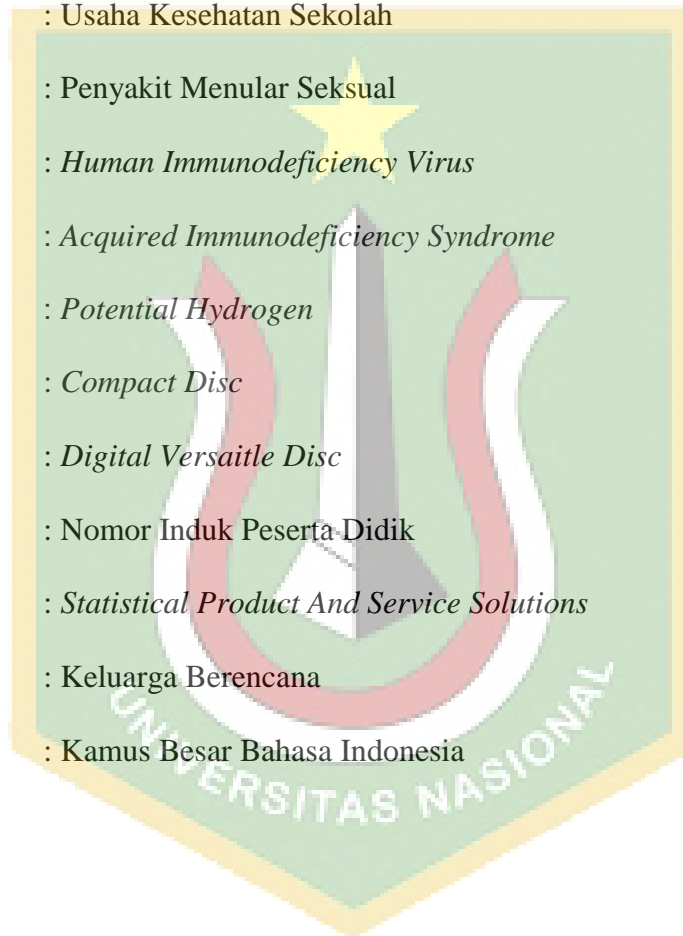 : Usaha Kesehatan Sekolah
: Penyakit Menular Seksual
: Human Immunodeficiency Virus
: Acquired Immunodeficiency Syndrome
: Potential Hydrogen
: Compact Disc
: Digital Versaitle Disc
: Nomor Induk Peserta Didik
: Statistical Product And Service Solutions
: Keluarga Berencana
: Kamus Besar Bahasa Indonesia
UNIVERSITAS NASIONAL